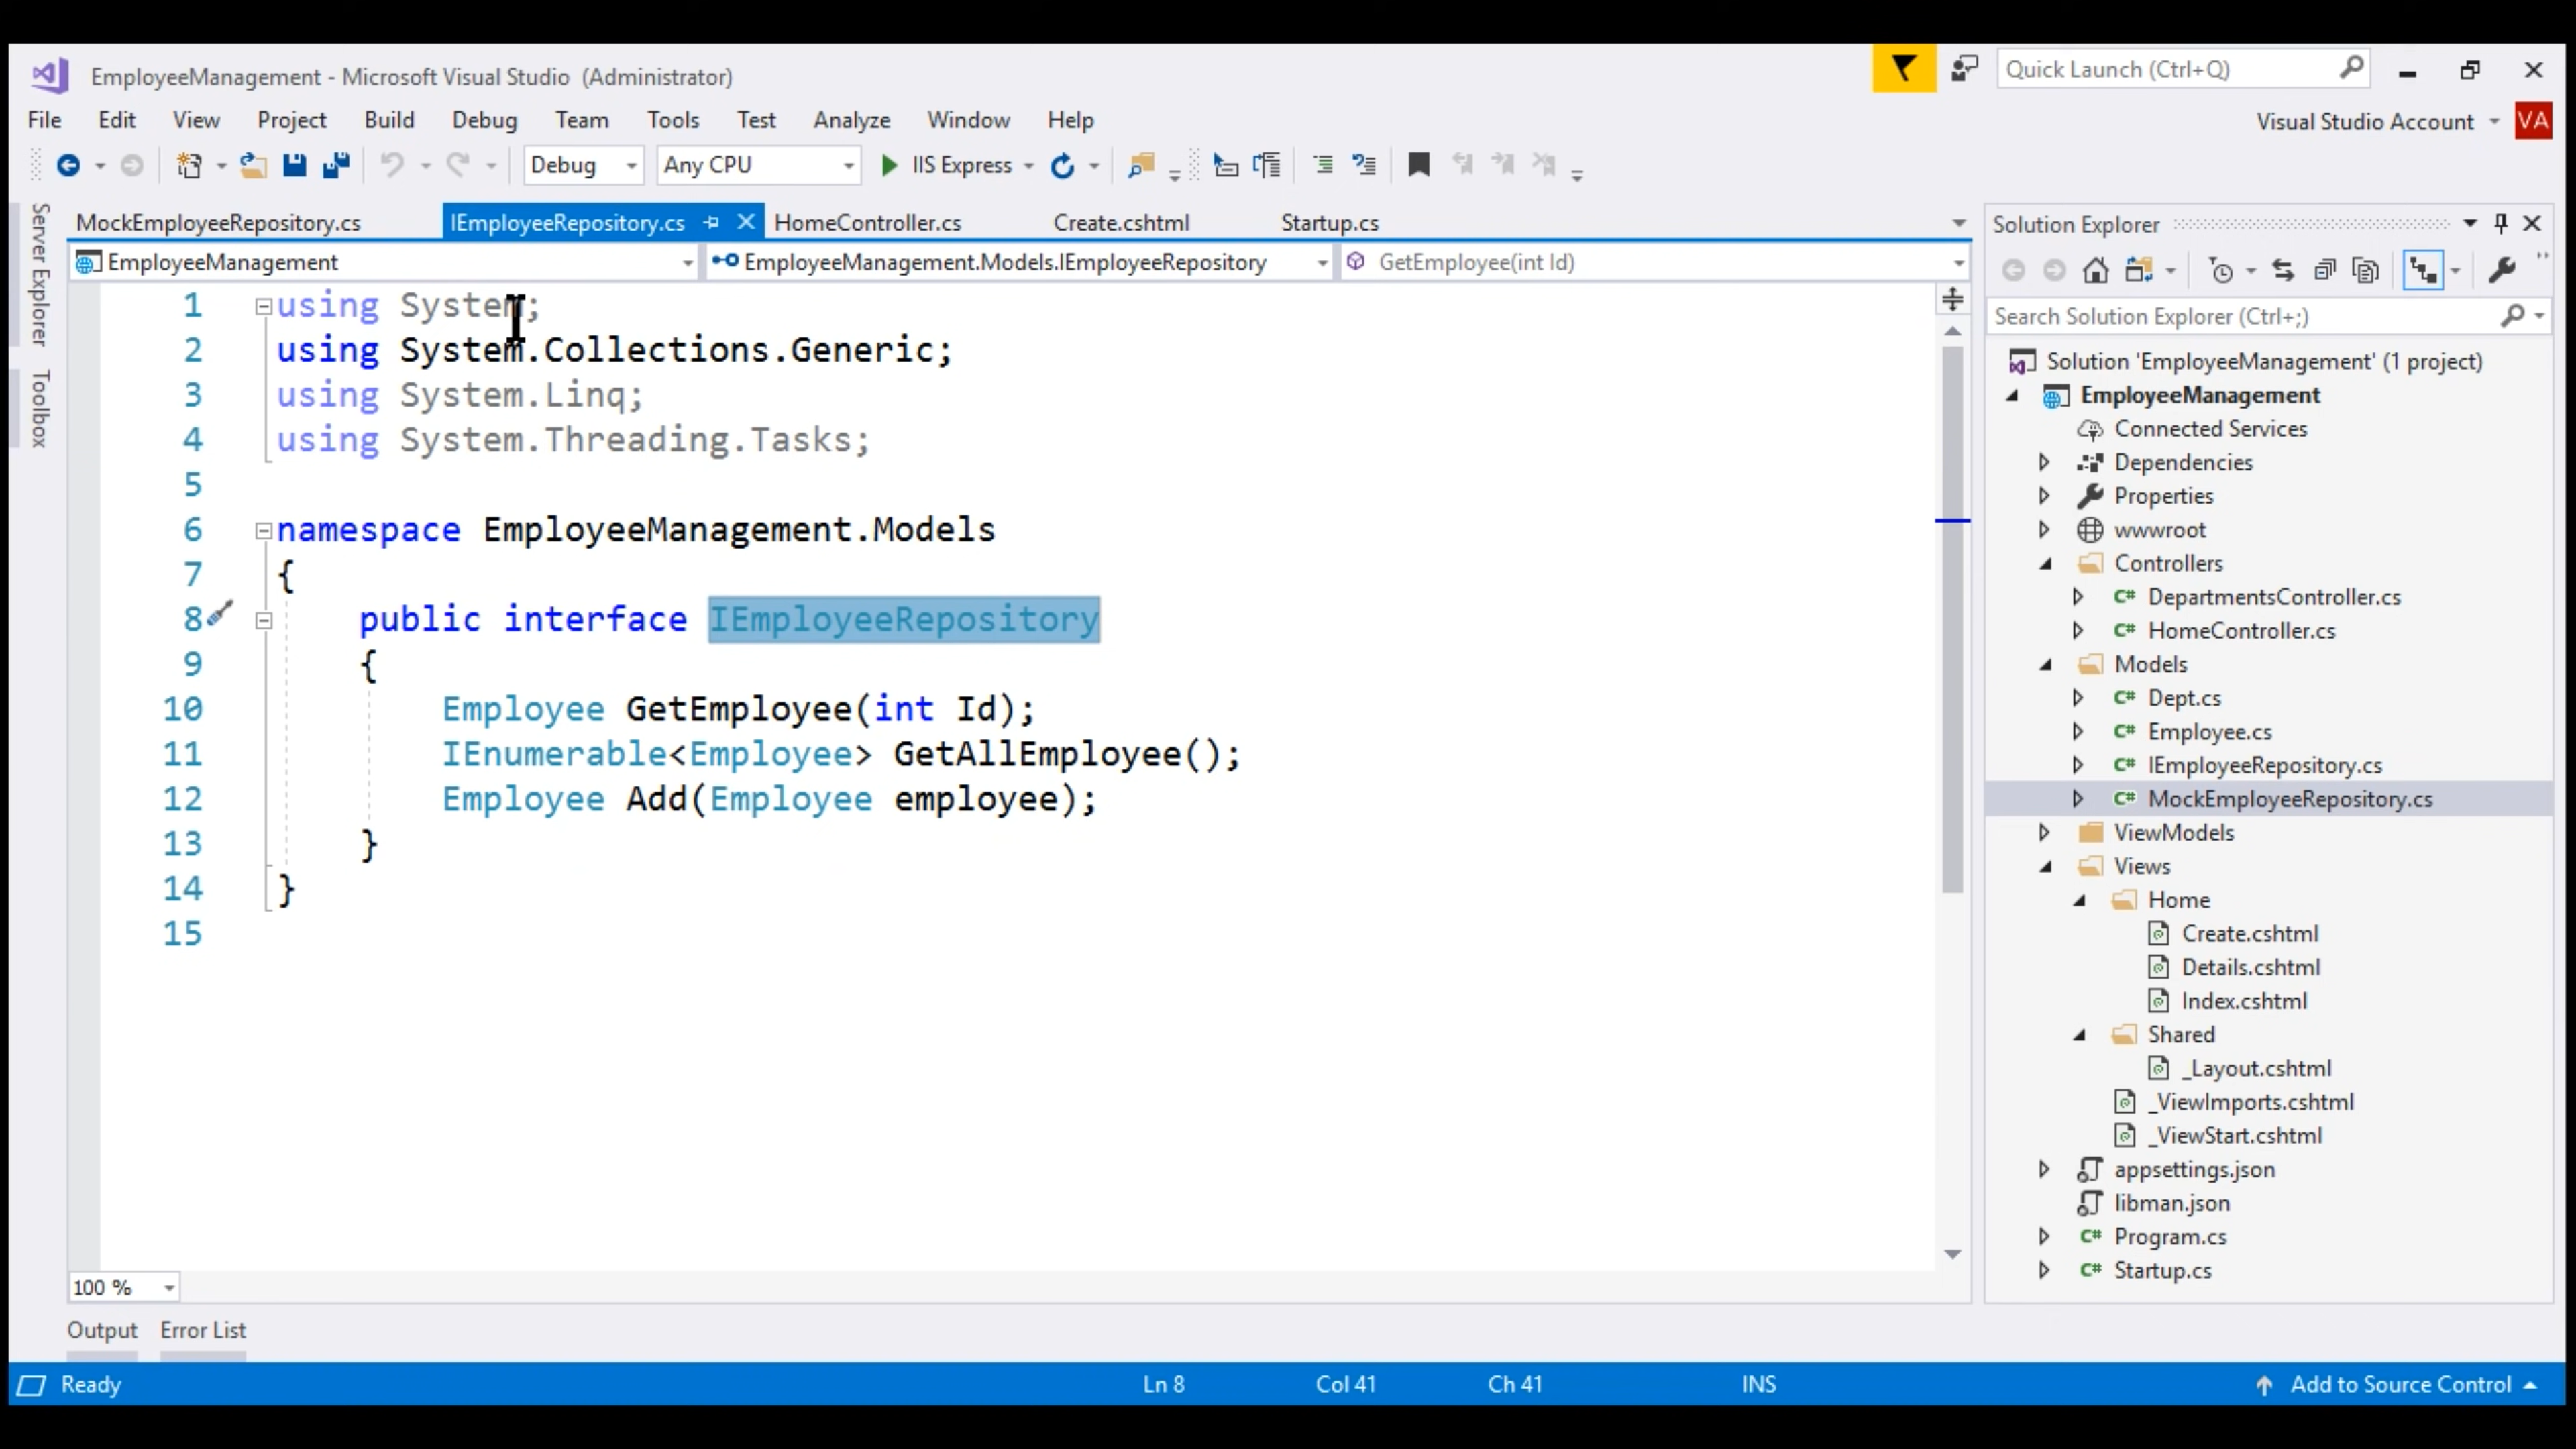 EmployeeManagement - Microsoft Visual Studio (Administrator)
Quick Launch (Ctrl+Q)
File Edit View Project Build Debug Team Tools Test Analyze Window Help
Visual Studio Account VA
Debug Any CPU IIS Express
Server Explorer
Toolbox
MockEmployeeRepository.cs IEmployeeRepository.cs HomeController.cs Create.cshtml Startup.cs
EmployeeManagement EmployeeManagement.Models.IEmployeeRepository GetEmployee(int Id)
1 using System;
2 using System.Collections.Generic;
3 using System.Linq;
4 using System.Threading.Tasks;
5
6 namespace EmployeeManagement.Models
7 {
8 public interface IEmployeeRepository
9 {
10 Employee GetEmployee(int Id);
11 IEnumerable<Employee> GetAllEmployee();
12 Employee Add(Employee employee);
13 }
14 }
15
100 %
Solution Explorer
Search Solution Explorer (Ctrl+;)
Solution 'EmployeeManagement' (1 project)
EmployeeManagement
Connected Services
Dependencies
Properties
wwwroot
Controllers
C# DepartmentsController.cs
C# HomeController.cs
Models
C# Dept.cs
C# Employee.cs
C# IEmployeeRepository.cs
C# MockEmployeeRepository.cs
ViewModels
Views
Home
Create.cshtml
Details.cshtml
Index.cshtml
Shared
_Layout.cshtml
_ViewImports.cshtml
_ViewStart.cshtml
appsettings.json
libman.json
C# Program.cs
C# Startup.cs
Output Error List
Ready Ln 8 Col 41 Ch 41 INS Add to Source Control